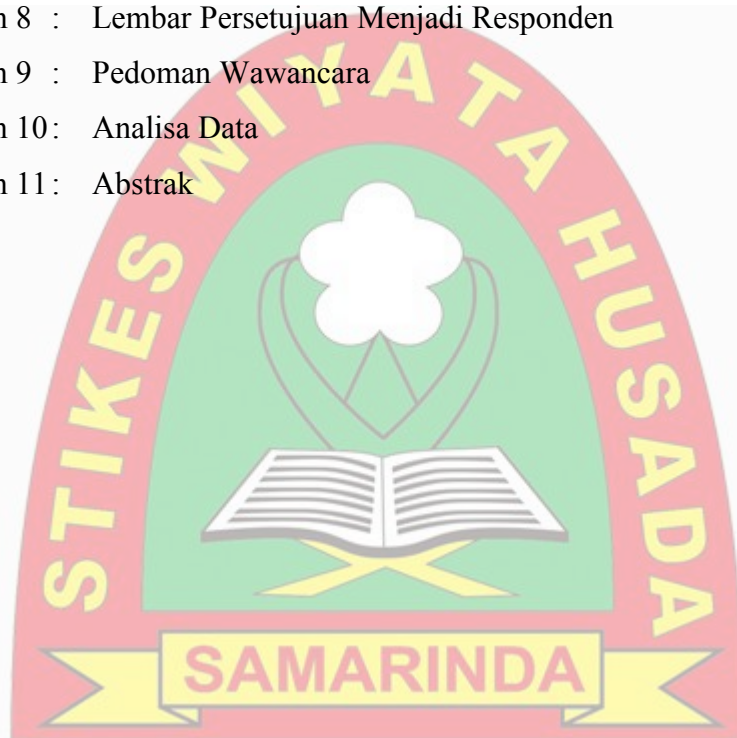 n 8 : Lembar Persetujuan Menjadi Responden
n 9 : Pedoman Wawancara
n 10 : Analisa Data
n 11 : Abstrak
STIKES WIYATA HUSADA
SAMARINDA